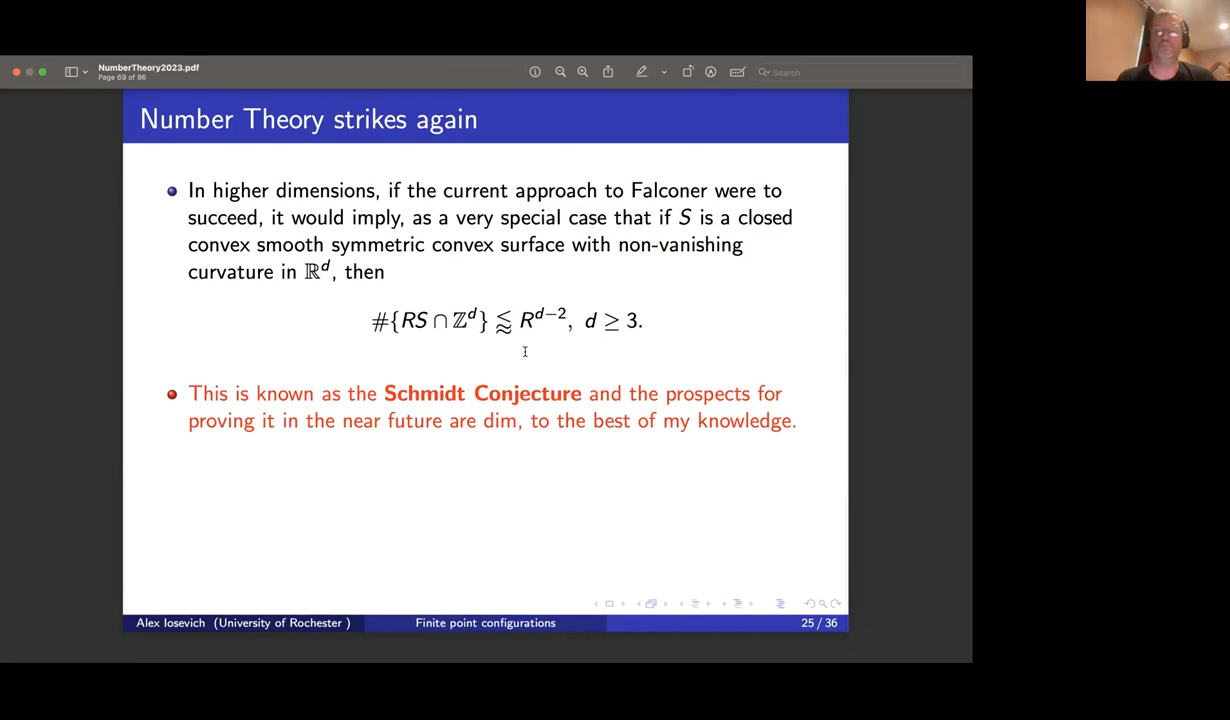 NumberTheory2023.pdf
Page 69 of 96
Search
Number Theory strikes again
In higher dimensions, if the current approach to Falconer were to
succeed, it would imply, as a very special case that if S is a closed
convex smooth symmetric convex surface with non-vanishing
curvature in ℝ^d, then
#{RS ∩ ℤ^d} ⪅ R^{d−2}, d ≥ 3.
This is known as the Schmidt Conjecture and the prospects for
proving it in the near future are dim, to the best of my knowledge.
Alex Iosevich (University of Rochester ) Finite point configurations 25 / 36